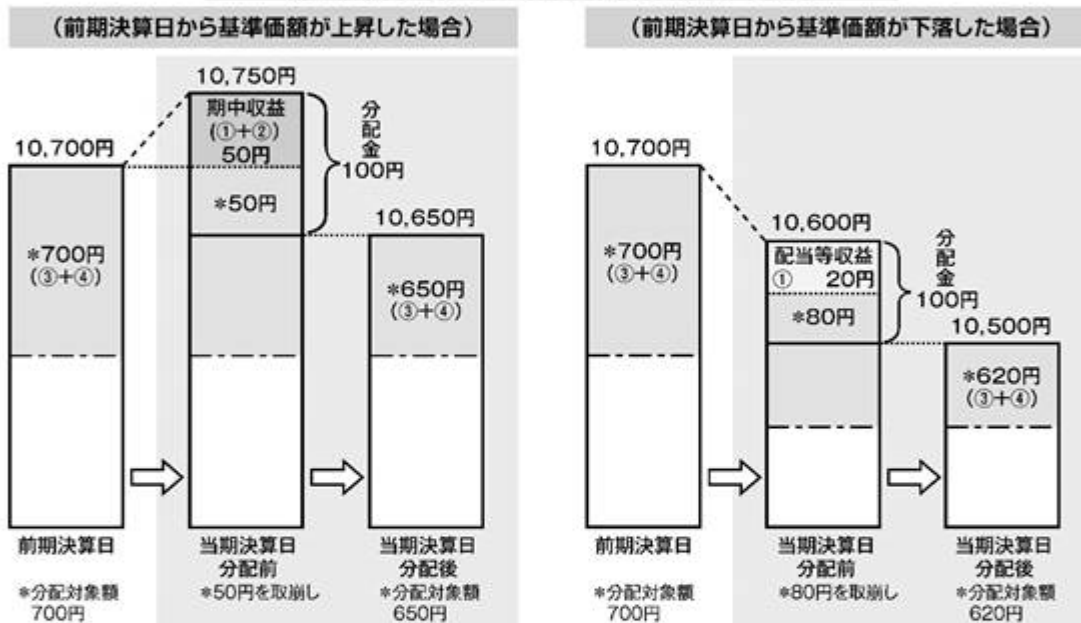 (前期決算日から基準価額が上昇した場合)
10,750円
期中収益
(①+②)
50円
分配金
100円
10,700円
*50円
10,650円
*700円
(③+④)
*650円
(③+④)
前期決算日
当期決算日
分配前
当期決算日
分配後
*分配対象額
700円
*50円を取崩し
*分配対象額
650円
(前期決算日から基準価額が下落した場合)
10,700円
10,600円
配当等収益
① 20円
分配金
100円
*80円
10,500円
*700円
(③+④)
*620円
(③+④)
前期決算日
当期決算日
分配前
当期決算日
分配後
*分配対象額
700円
*80円を取崩し
*分配対象額
620円